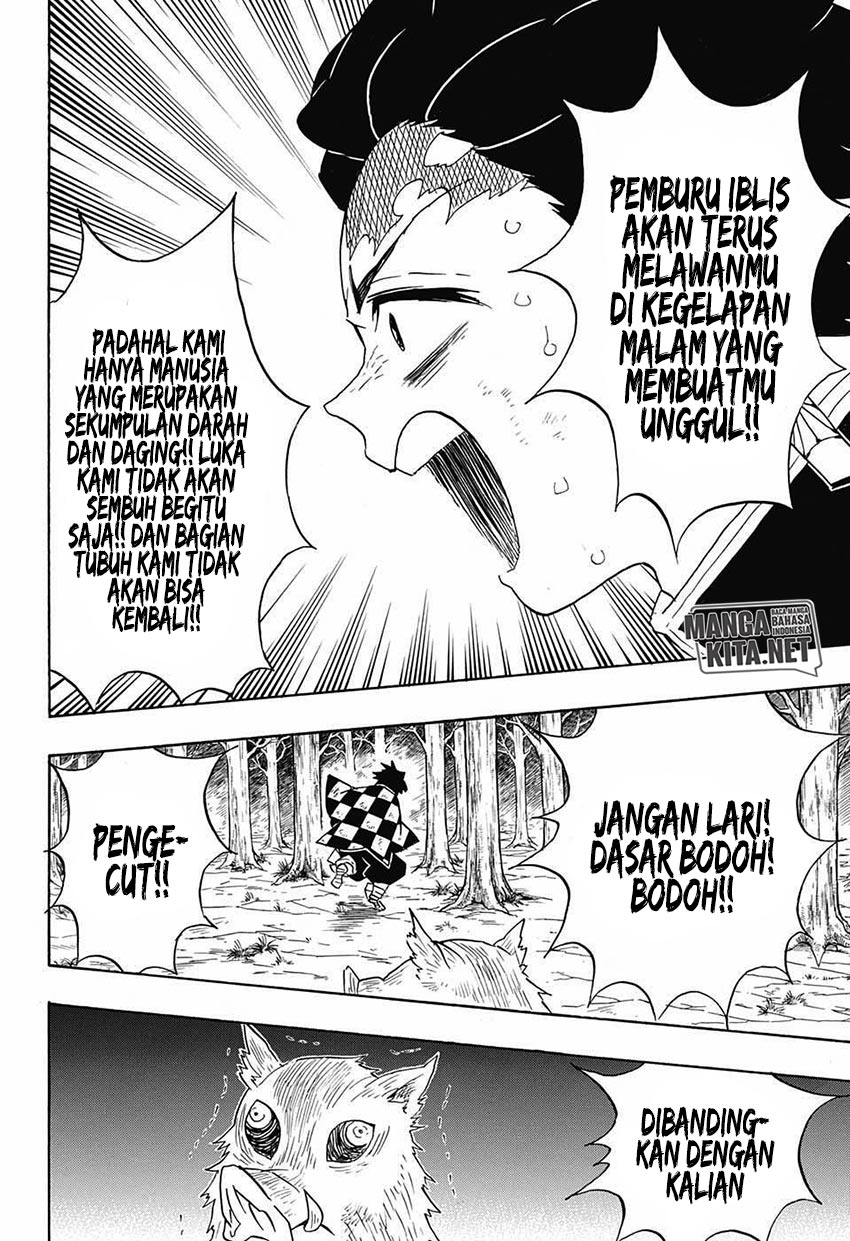 PEMBURU IBLIS
AKAN TERUS
MELAWANMU
DI KEGELAPAN
MALAM YANG
MEMBUATMU
UNGGUL!!
PADAHAL KAMI
HANYA MANUSIA
YANG MERUPAKAN
SEKUMPULAN DARAH
DAN DAGING!! LUKA
KAMI TIDAK AKAN
SEMBUH BEGITU
SAJA!! DAN BAGIAN
TUBUH KAMI TIDAK
AKAN BISA
KEMBALI!!
MANGA
KITA.NET
BACA MANGA
BAHASA
INDONESIA
JANGAN LARI!
DASAR BODOH!
BODOH!!
PENGE-
CUT!!
DIBANDING-
KAN DENGAN
KALIAN